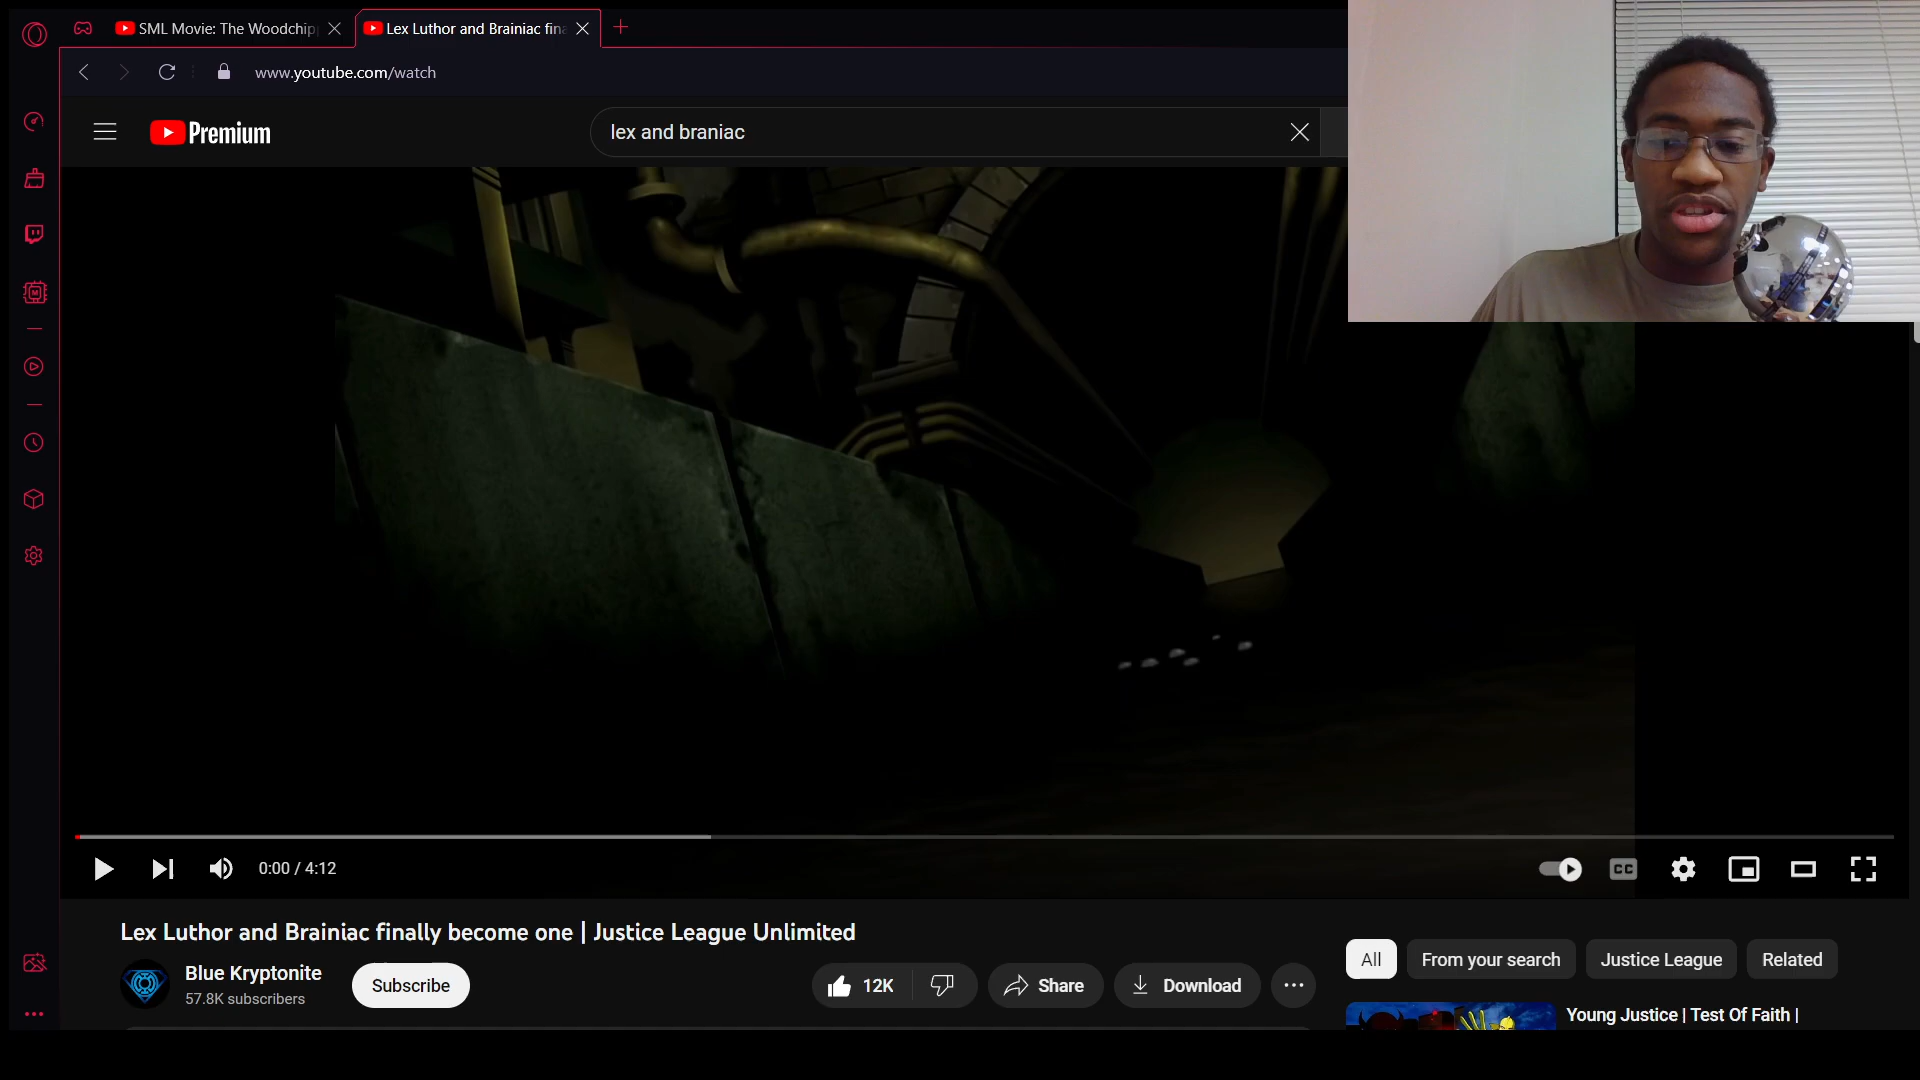 SML Movie: The Woodchip
Lex Luthor and Brainiac fin
www.youtube.com/watch
Premium
lex and braniac
0:00 / 4:12
CC
Lex Luthor and Brainiac finally become one | Justice League Unlimited
Blue Kryptonite
57.8K subscribers
Subscribe
12K
Share
Download
All
From your search
Justice League
Related
Young Justice | Test Of Faith |